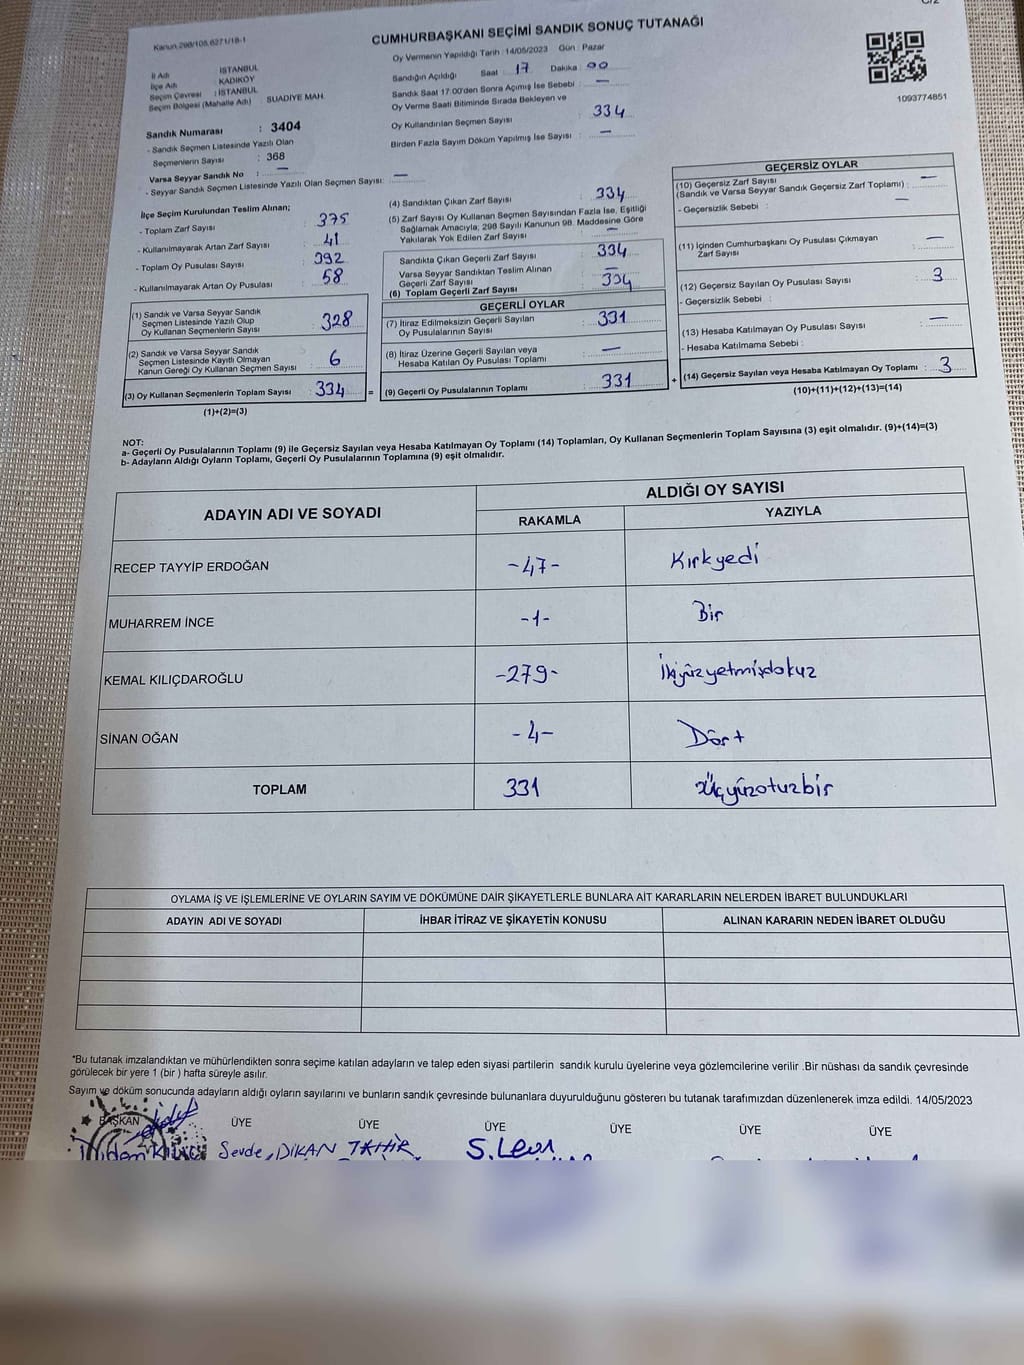 C/2
Kanun 298/105,6271/18-1
CUMHURBAŞKANI SEÇİMİ SANDIK SONUÇ TUTANAĞI
İl Adı : İSTANBUL
İlçe Adı : KADIKÖY
Seçim Çevresi : İSTANBUL
Seçim Bölgesi (Mahalle Adı) SUADİYE MAH.
Sandık Numarası : 3404
- Sandık Seçmen Listesinde Yazılı Olan
Seçmenlerin Sayısı : 368
Varsa Seyyar Sandık No : —
- Seyyar Sandık Seçmen Listesinde Yazılı Olan Seçmen Sayısı: —
Oy Vermenin Yapıldığı Tarih : 14/05/2023 Gün : Pazar
Sandığın Açıldığı Saat : 17 Dakika : 00
Sandık Saat 17.00'den Sonra Açımış İse Sebebi : —
Oy Verme Saati Bitiminde Sırada Bekleyen ve
Oy Kullandırılan Seçmen Sayısı : 334
Birden Fazla Sayım Döküm Yapılmış İse Sayısı : —
1093774851
İlçe Seçim Kurulundan Teslim Alınan;
- Toplam Zarf Sayısı : 375
- Kullanılmayarak Artan Zarf Sayısı : 41
- Toplam Oy Pusulası Sayısı : 392
- Kullanılmayarak Artan Oy Pusulası : 58
(1) Sandık ve Varsa Seyyar Sandık
Seçmen Listesinde Yazılı Olup
Oy Kullanan Seçmenlerin Sayısı : 328
(2) Sandık ve Varsa Seyyar Sandık
Seçmen Listesinde Kayıtlı Olmayan
Kanun Gereği Oy Kullanan Seçmen Sayısı : 6
(3) Oy Kullanan Seçmenlerin Toplam Sayısı : 334 =
(1)+(2)=(3)
(4) Sandıktan Çıkan Zarf Sayısı : 334
(5) Zarf Sayısı Oy Kullanan Seçmen Sayısından Fazla İse, Eşitliği
Sağlamak Amacıyla, 298 Sayılı Kanunun 98. Maddesine Göre
Yakılarak Yok Edilen Zarf Sayısı : —
Sandıkta Çıkan Geçerli Zarf Sayısı : 334
Varsa Seyyar Sandıktan Teslim Alınan
Geçerli Zarf Sayısı : —
(6) Toplam Geçerli Zarf Sayısı : 334
GEÇERLİ OYLAR
(7) İtiraz Edilmeksizin Geçerli Sayılan
Oy Pusulalarının Sayısı : 331
(8) İtiraz Üzerine Geçerli Sayılan veya
Hesaba Katılan Oy Pusulası Toplamı : —
(9) Geçerli Oy Pusulalarının Toplamı : 331 +
GEÇERSİZ OYLAR
(10) Geçersiz Zarf Sayısı
(Sandık ve Varsa Seyyar Sandık Geçersiz Zarf Toplamı) : —
- Geçersizlik Sebebi : —
(11) İçinden Cumhurbaşkanı Oy Pusulası Çıkmayan
Zarf Sayısı : —
(12) Geçersiz Sayılan Oy Pusulası Sayısı : 3
- Geçersizlik Sebebi :
(13) Hesaba Katılmayan Oy Pusulası Sayısı : —
- Hesaba Katılmama Sebebi :
(14) Geçersiz Sayılan veya Hesaba Katılmayan Oy Toplamı : 3
(10)+(11)+(12)+(13)=(14)
NOT:
a- Geçerli Oy Pusulalarının Toplamı (9) ile Geçersiz Sayılan veya Hesaba Katılmayan Oy Toplamı (14) Toplamları, Oy Kullanan Seçmenlerin Toplam Sayısına (3) eşit olmalıdır. (9)+(14)=(3)
b- Adayların Aldığı Oyların Toplamı, Geçerli Oy Pusulalarının Toplamına (9) eşit olmalıdır.
ADAYIN ADI VE SOYADI ALDIĞI OY SAYISI
RAKAMLA YAZIYLA
RECEP TAYYİP ERDOĞAN -47- Kırkyedi
MUHARREM İNCE -1- Bir
KEMAL KILIÇDAROĞLU -279- İkiyüzyetmişdokuz
SİNAN OĞAN -4- Dört
TOPLAM 331 Üçyüzotuzbir
OYLAMA İŞ VE İŞLEMLERİNE VE OYLARIN SAYIM VE DÖKÜMÜNE DAİR ŞİKAYETLERLE BUNLARA AİT KARARLARIN NELERDEN İBARET BULUNDUKLARI
ADAYIN ADI VE SOYADI İHBAR İTİRAZ VE ŞİKAYETİN KONUSU ALINAN KARARIN NEDEN İBARET OLDUĞU
*Bu tutanak imzalandıktan ve mühürlendikten sonra seçime katılan adayların ve talep eden siyasi partilerin sandık kurulu üyelerine veya gözlemcilerine verilir .Bir nüshası da sandık çevresinde
görülecek bir yere 1 (bir ) hafta süreyle asılır.
Sayım ve döküm sonucunda adayların aldığı oyların sayılarını ve bunların sandık çevresinde bulunanlara duyurulduğunu gösteren bu tutanak tarafımızdan düzenlenerek imza edildi. 14/05/2023
BAŞKAN ÜYE ÜYE ÜYE ÜYE ÜYE ÜYE
Sevde DİKAN TAHİR S.Leun